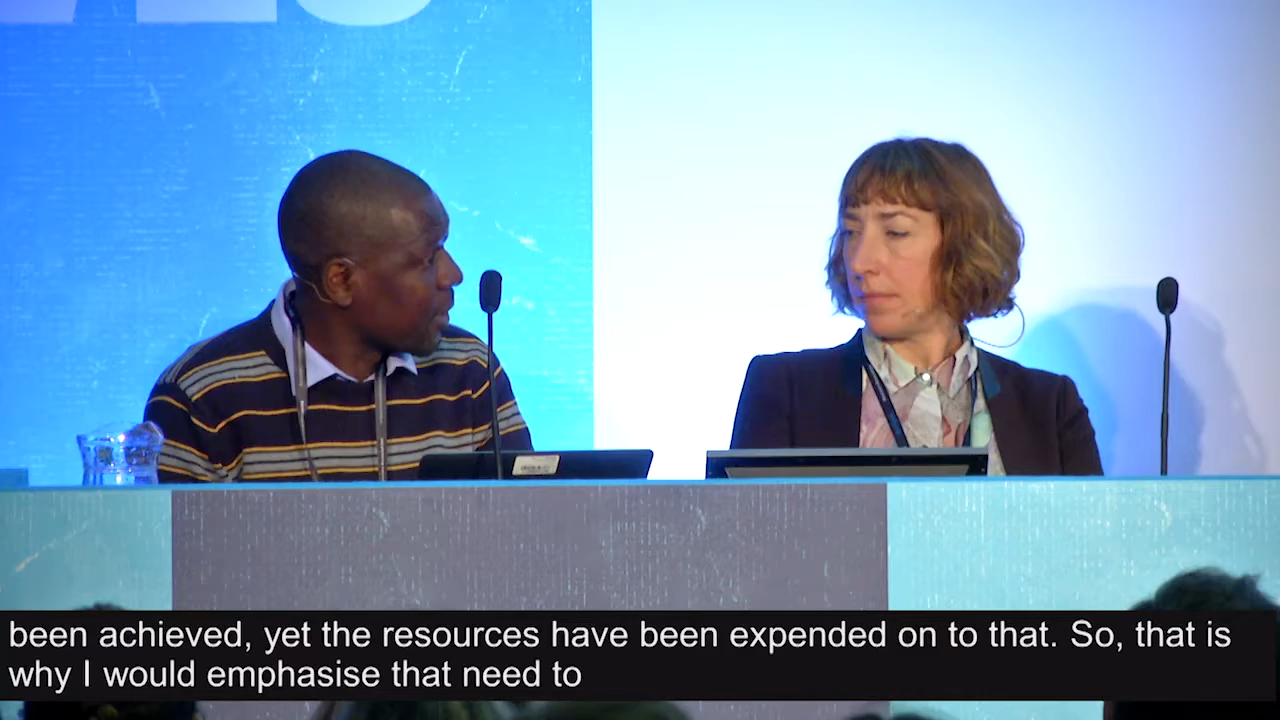 been achieved, yet the resources have been expended on to that. So, that is
why I would emphasise that need to